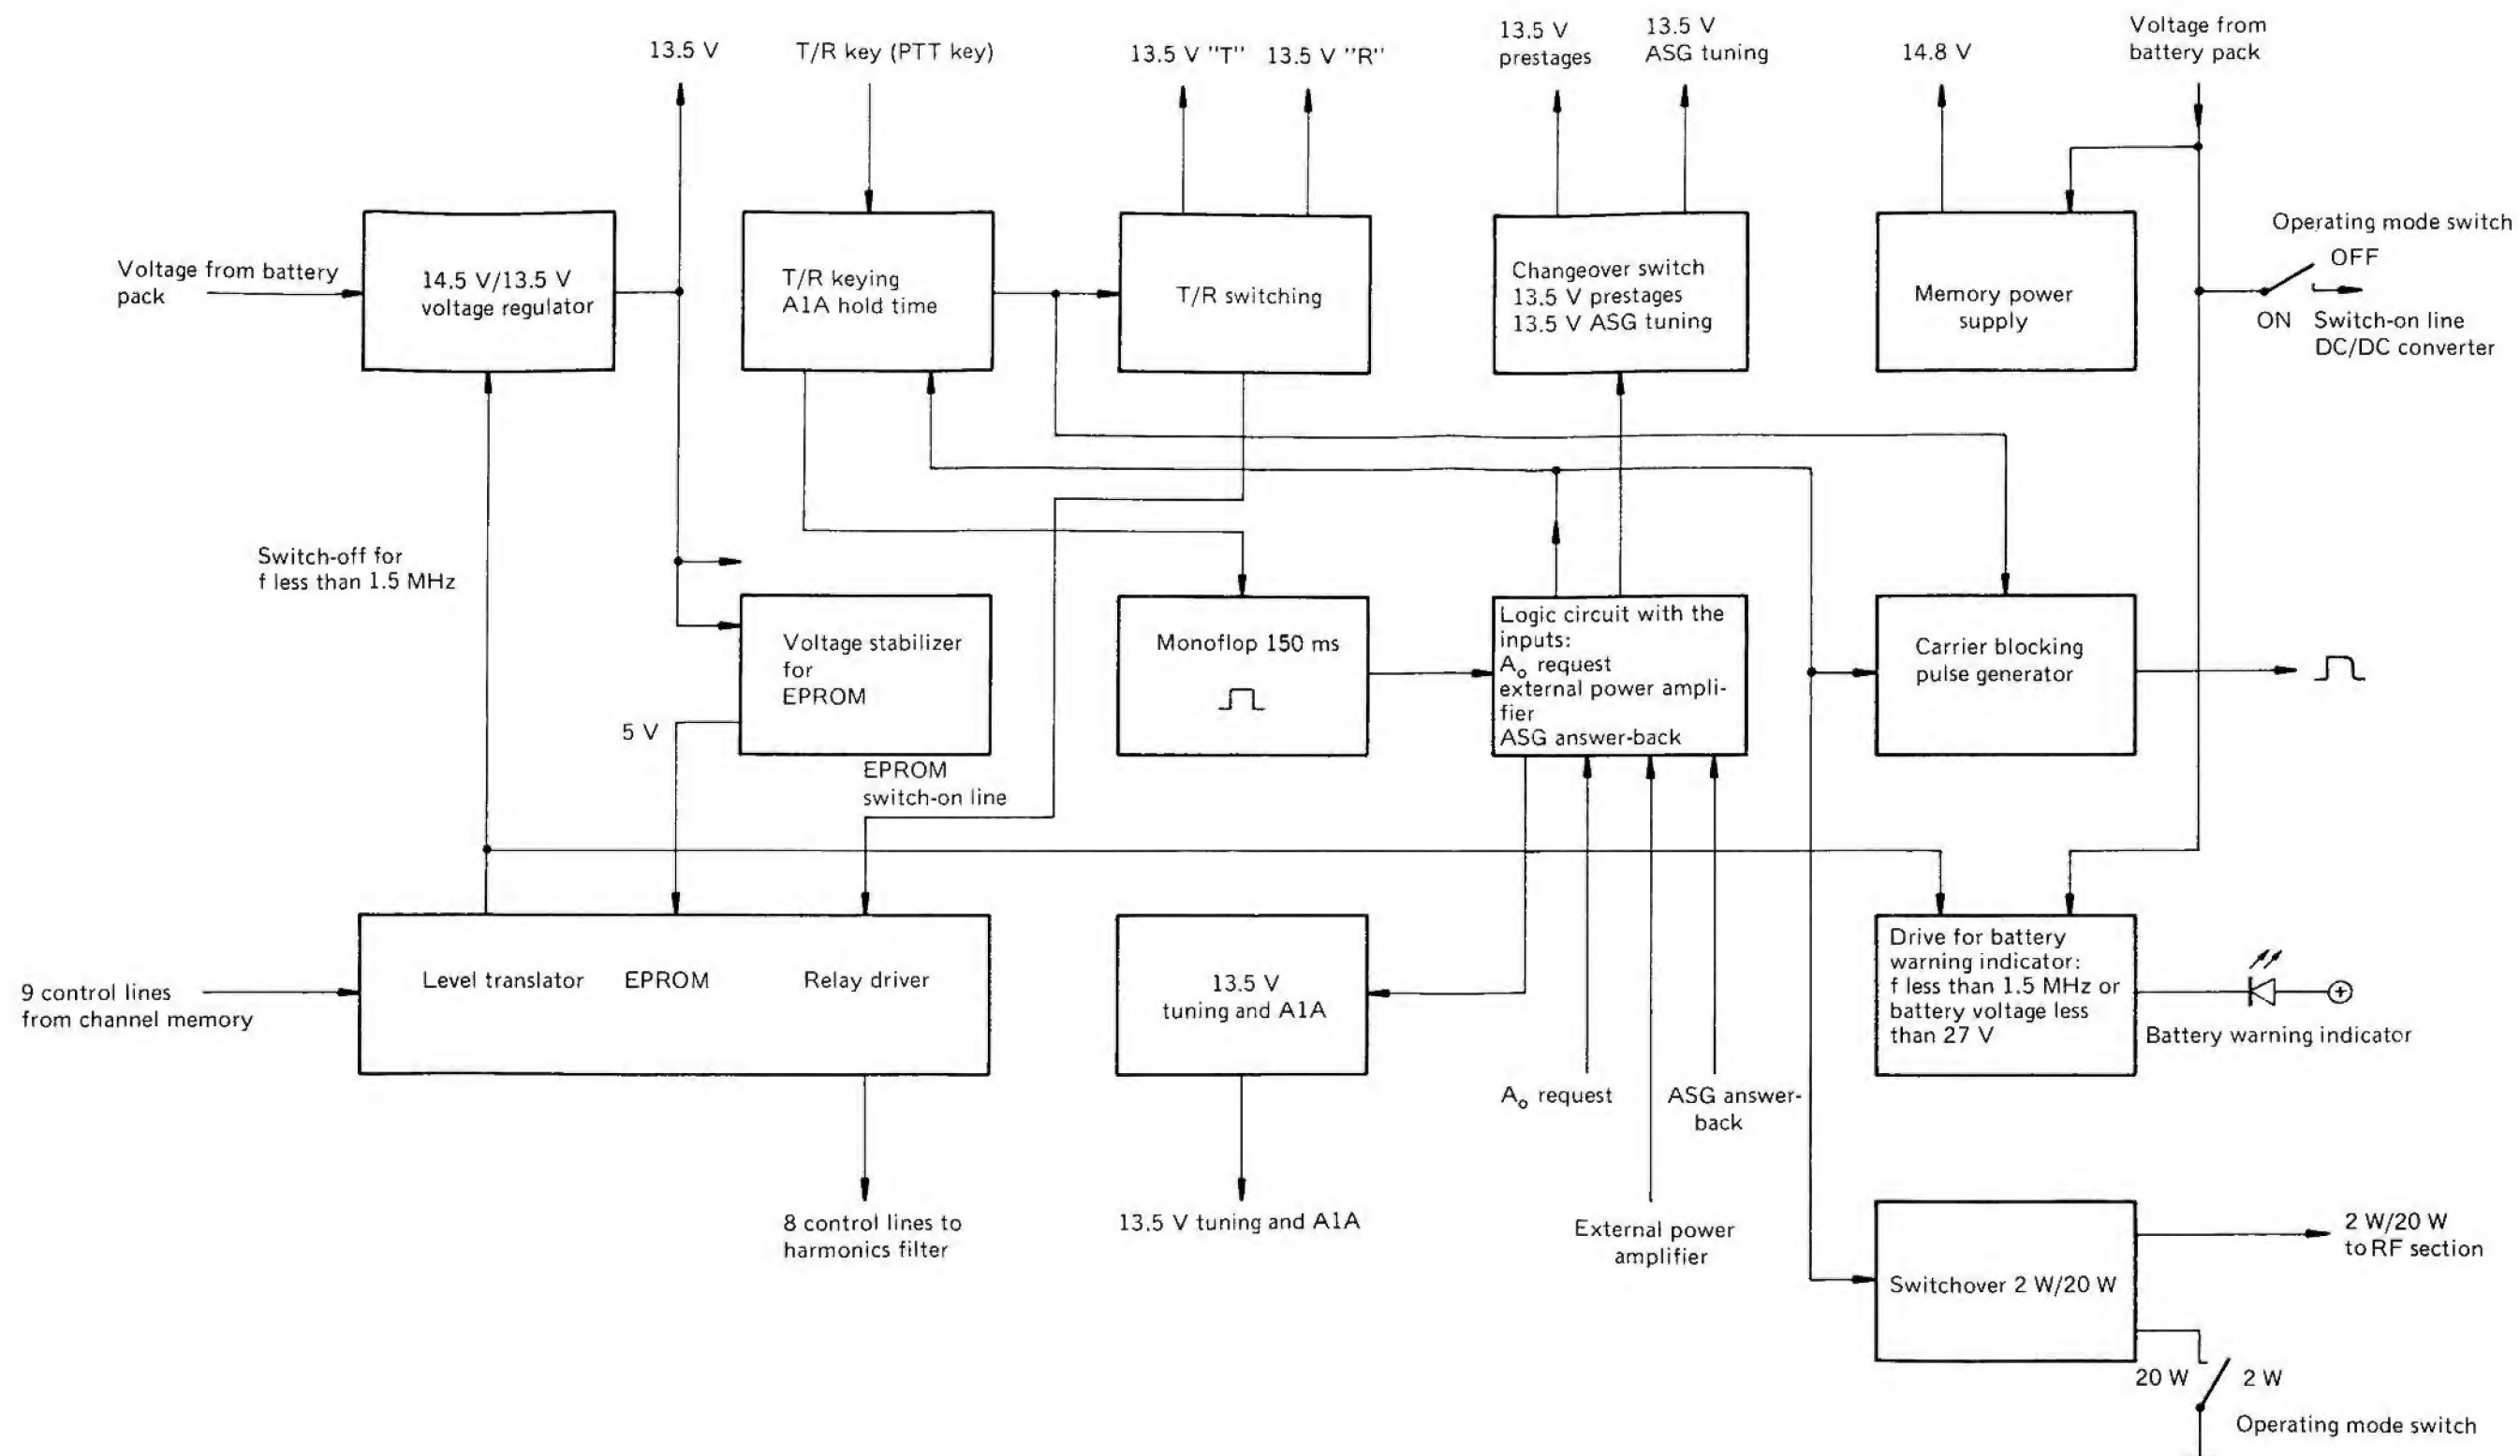 13.5 V
T/R key (PTT key)
13.5 V "T"
13.5 V "R"
13.5 V
prestages
13.5 V
ASG tuning
14.8 V
Voltage from
battery pack
Voltage from battery
pack
14.5 V/13.5 V
voltage regulator
T/R keying
A1A hold time
T/R switching
Changeover switch
13.5 V prestages
13.5 V ASG tuning
Memory power
supply
Operating mode switch
OFF
ON
Switch-on line
DC/DC converter
Switch-off for
f less than 1.5 MHz
Voltage stabilizer
for
EPROM
5 V
EPROM
switch-on line
Monoflop 150 ms
Logic circuit with the
inputs:
Ao request
external power ampli-
fier
ASG answer-back
Carrier blocking
pulse generator
9 control lines
from channel memory
Level translator
EPROM
Relay driver
13.5 V
tuning and A1A
Drive for battery
warning indicator:
f less than 1.5 MHz or
battery voltage less
than 27 V
Battery warning indicator
Ao request
ASG answer-
back
8 control lines to
harmonics filter
13.5 V tuning and A1A
External power
amplifier
Switchover 2 W/20 W
2 W/20 W
to RF section
20 W
2 W
Operating mode switch